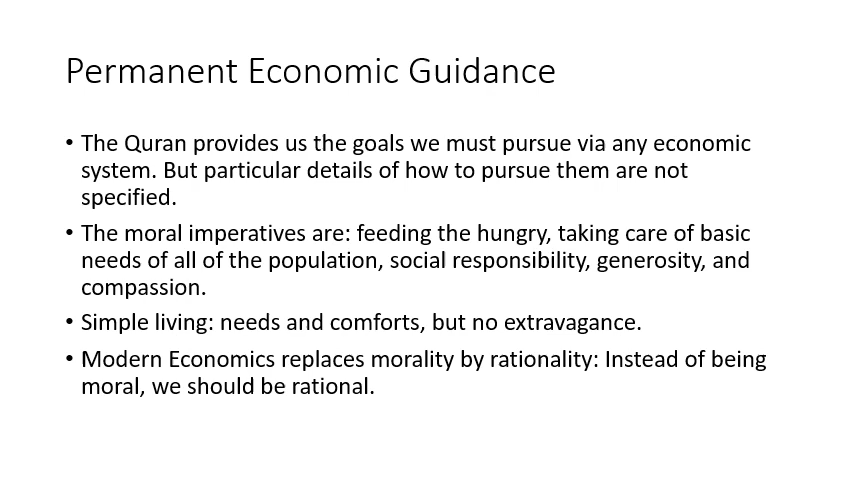 Permanent Economic Guidance
• The Quran provides us the goals we must pursue via any economic
system. But particular details of how to pursue them are not
specified.
• The moral imperatives are: feeding the hungry, taking care of basic
needs of all of the population, social responsibility, generosity, and
compassion.
• Simple living: needs and comforts, but no extravagance.
• Modern Economics replaces morality by rationality: Instead of being
moral, we should be rational.